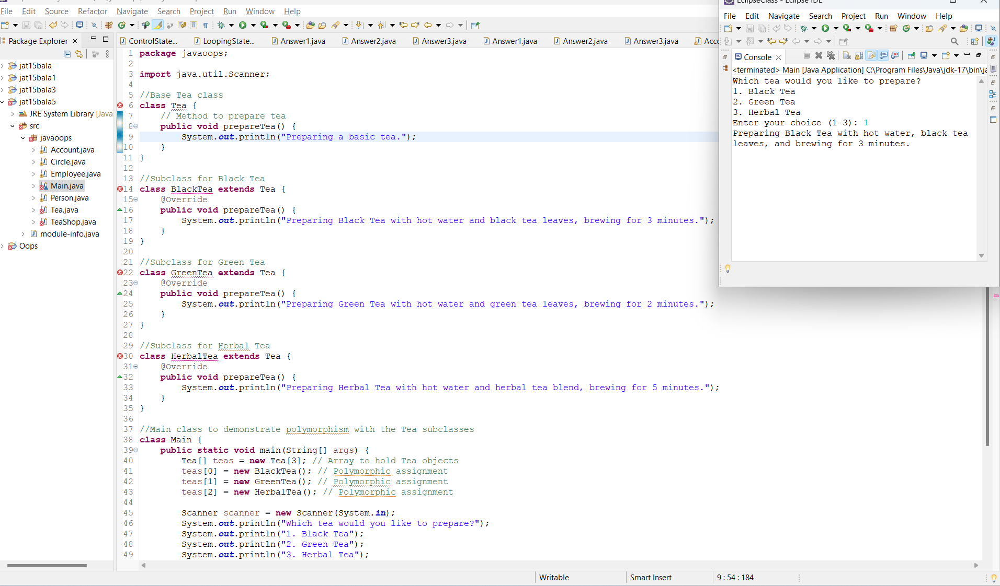 File Edit Source Refactor Navigate Search Project Run Window Help
Package Explorer
jat15bala
jat15bala1
jat15bala3
jat15bala5
JRE System Library [Java
src
javaoops
Account.java
Circle.java
Employee.java
Main.java
Person.java
Tea.java
TeaShop.java
module-info.java
Oops
ControlState... LoopingState... Answer1.java Answer2.java Answer3.java Answer1.java Answer2.java Answer3.java Acc
1 package javaoops;
2
3 import java.util.Scanner;
4
5 //Base Tea class
6 class Tea {
7 // Method to prepare tea
8 public void prepareTea() {
9 System.out.println("Preparing a basic tea.");
10 }
11 }
12
13 //Subclass for Black Tea
14 class BlackTea extends Tea {
15 @Override
16 public void prepareTea() {
17 System.out.println("Preparing Black Tea with hot water and black tea leaves, brewing for 3 minutes.");
18 }
19 }
20
21 //Subclass for Green Tea
22 class GreenTea extends Tea {
23 @Override
24 public void prepareTea() {
25 System.out.println("Preparing Green Tea with hot water and green tea leaves, brewing for 2 minutes.");
26 }
27 }
28
29 //Subclass for Herbal Tea
30 class HerbalTea extends Tea {
31 @Override
32 public void prepareTea() {
33 System.out.println("Preparing Herbal Tea with hot water and herbal tea blend, brewing for 5 minutes.");
34 }
35 }
36
37 //Main class to demonstrate polymorphism with the Tea subclasses
38 class Main {
39 public static void main(String[] args) {
40 Tea[] teas = new Tea[3]; // Array to hold Tea objects
41 teas[0] = new BlackTea(); // Polymorphic assignment
42 teas[1] = new GreenTea(); // Polymorphic assignment
43 teas[2] = new HerbalTea(); // Polymorphic assignment
44
45 Scanner scanner = new Scanner(System.in);
46 System.out.println("Which tea would you like to prepare?");
47 System.out.println("1. Black Tea");
48 System.out.println("2. Green Tea");
49 System.out.println("3. Herbal Tea");
EclipseClass - Eclipse IDE
File Edit Navigate Search Project Run Window Help
Console
<terminated> Main [Java Application] C:\Program Files\Java\jdk-17\bin\ja
Which tea would you like to prepare?
1. Black Tea
2. Green Tea
3. Herbal Tea
Enter your choice (1-3): 1
Preparing Black Tea with hot water, black tea
leaves, and brewing for 3 minutes.
Writable Smart Insert 9 : 54 : 184